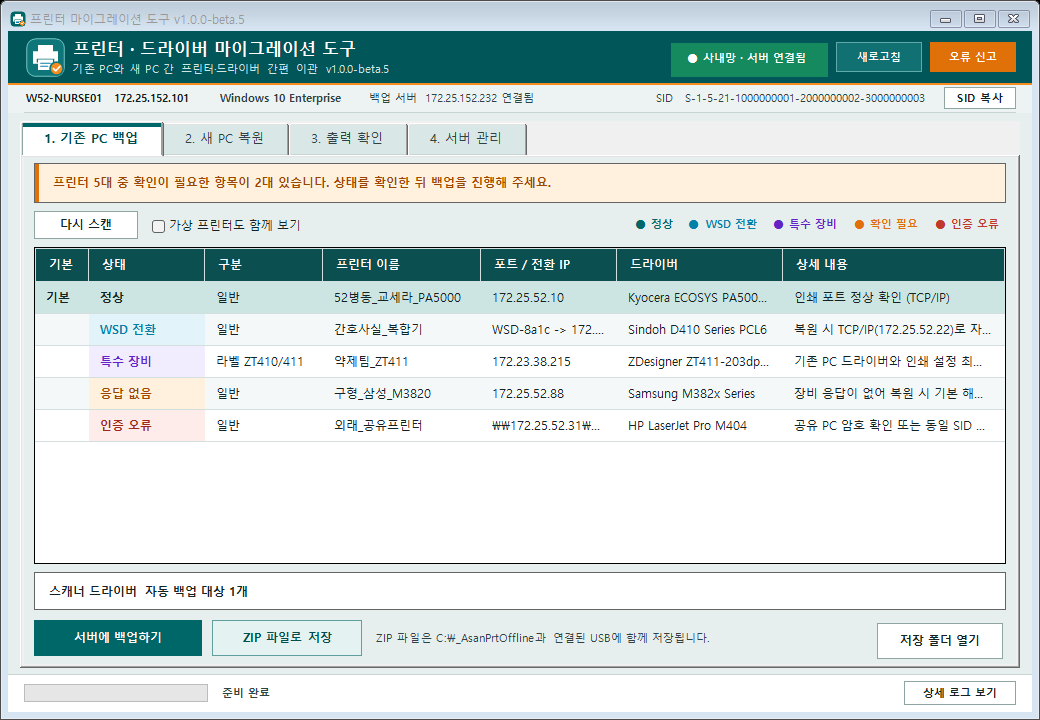 프린터 마이그레이션 도구 v1.0.0-beta.5
프린터 · 드라이버 마이그레이션 도구
기존 PC와 새 PC 간 프린터·드라이버 간편 이관 v1.0.0-beta.5
● 사내망 · 서버 연결됨
새로고침
오류 신고
W52-NURSE01 172.25.152.101 Windows 10 Enterprise 백업 서버 172.25.152.232 연결됨 SID S-1-5-21-1000000001-2000000002-3000000003 SID 복사
1. 기존 PC 백업 2. 새 PC 복원 3. 출력 확인 4. 서버 관리
프린터 5대 중 확인이 필요한 항목이 2대 있습니다. 상태를 확인한 뒤 백업을 진행해 주세요.
다시 스캔 가상 프린터도 함께 보기 ● 정상 ● WSD 전환 ● 특수 장비 ● 확인 필요 ● 인증 오류
기본 상태 구분 프린터 이름 포트 / 전환 IP 드라이버 상세 내용
기본 정상 일반 52병동_교세라_PA5000 172.25.52.10 Kyocera ECOSYS PA500... 인쇄 포트 정상 확인 (TCP/IP)
WSD 전환 일반 간호사실_복합기 WSD-8a1c -> 172.... Sindoh D410 Series PCL6 복원 시 TCP/IP(172.25.52.22)로 자...
특수 장비 라벨 ZT410/411 약제팀_ZT411 172.23.38.215 ZDesigner ZT411-203dp... 기존 PC 드라이버와 인쇄 설정 최...
응답 없음 일반 구형_삼성_M3820 172.25.52.88 Samsung M382x Series 장비 응답이 없어 복원 시 기본 해...
인증 오류 일반 외래_공유프린터 ₩₩172.25.52.31₩... HP LaserJet Pro M404 공유 PC 암호 확인 또는 동일 SID ...
스캐너 드라이버 자동 백업 대상 1개
서버에 백업하기 ZIP 파일로 저장 ZIP 파일은 C:₩_AsanPrtOffline과 연결된 USB에 함께 저장됩니다. 저장 폴더 열기
준비 완료 상세 로그 보기